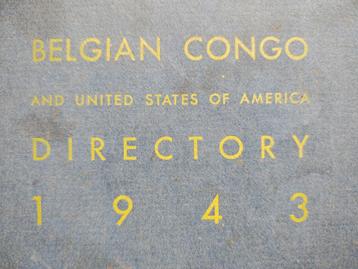 BELGIAN CONGO
AND UNITED STATES OF AMERICA
DIRECTORY
1943